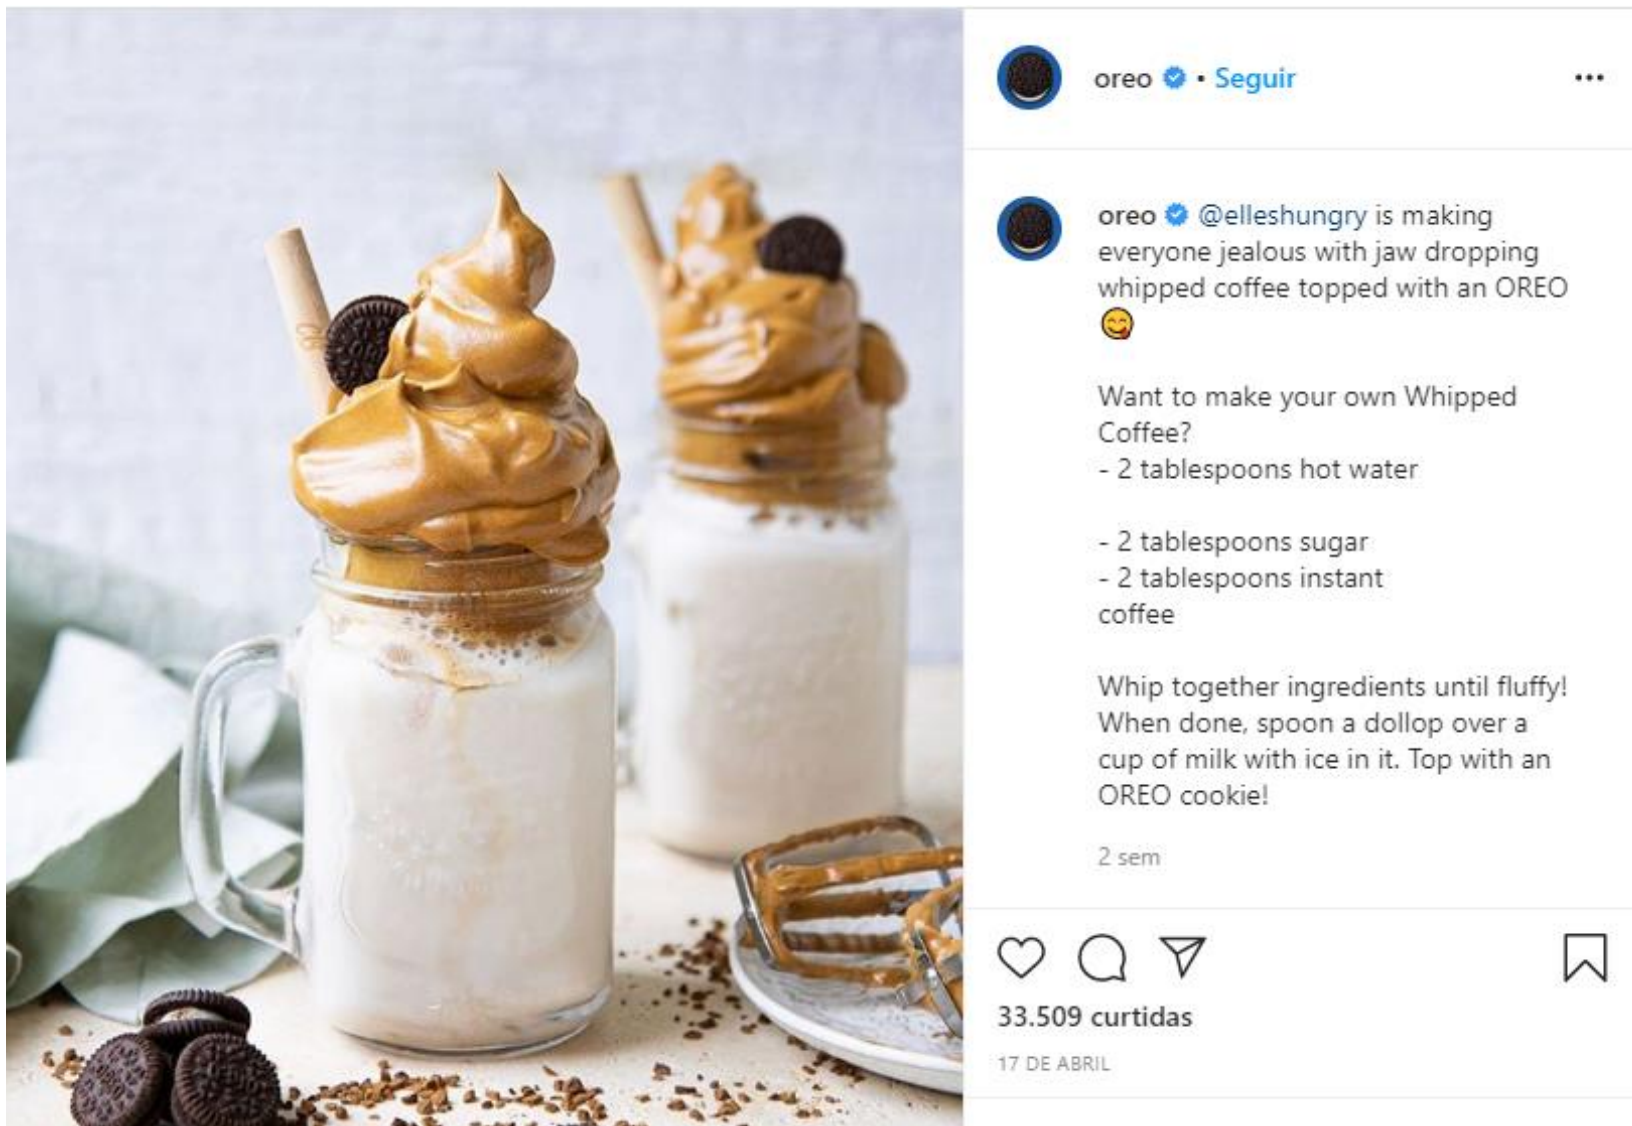 oreo • Seguir
oreo @elleshungry is making
everyone jealous with jaw dropping
whipped coffee topped with an OREO
😋
Want to make your own Whipped
Coffee?
- 2 tablespoons hot water
- 2 tablespoons sugar
- 2 tablespoons instant
coffee
Whip together ingredients until fluffy!
When done, spoon a dollop over a
cup of milk with ice in it. Top with an
OREO cookie!
2 sem
33.509 curtidas
17 DE ABRIL
OREO
OREO
OREO